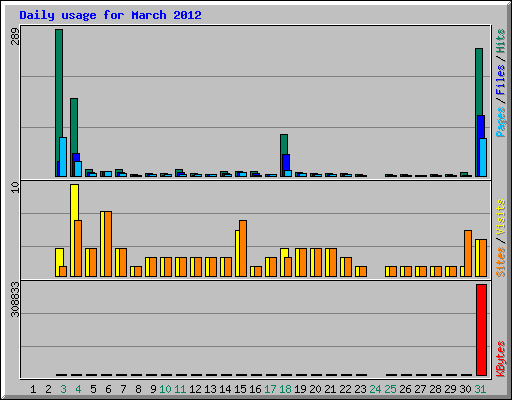 Daily usage for March 2012
289
Pages / Files / Hits
10
Sites / Visits
308833
KBytes
1 2 3 4 5 6 7 8 9 10 11 12 13 14 15 16 17 18 19 20 21 22 23 24 25 26 27 28 29 30 31